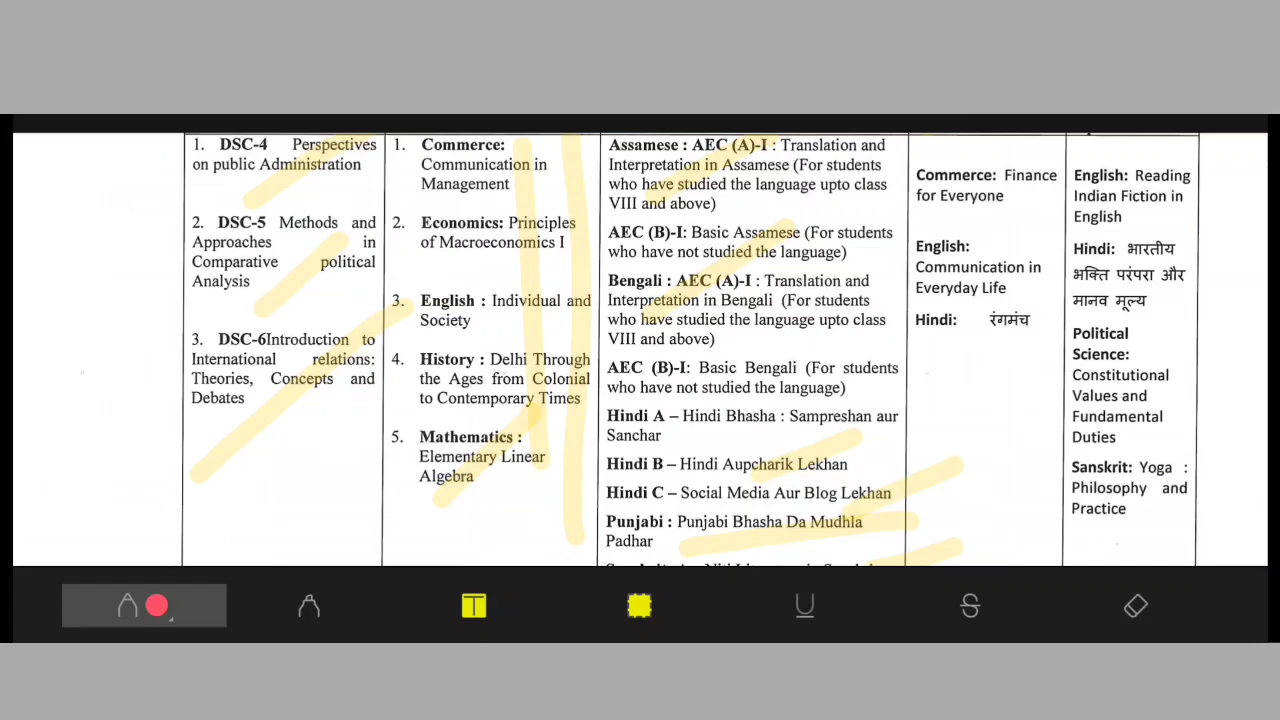 1. DSC-4 Perspectives
on public Administration
2. DSC-5 Methods and
Approaches in
Comparative political
Analysis
3. DSC-6Introduction to
International relations:
Theories, Concepts and
Debates
1. Commerce:
Communication in
Management
2. Economics: Principles
of Macroeconomics I
3. English : Individual and
Society
4. History : Delhi Through
the Ages from Colonial
to Contemporary Times
5. Mathematics :
Elementary Linear
Algebra
Assamese : AEC (A)-I : Translation and
Interpretation in Assamese (For students
who have studied the language upto class
VIII and above)
AEC (B)-I : Basic Assamese (For students
who have not studied the language)
Bengali : AEC (A)-I : Translation and
Interpretation in Bengali (For students
who have studied the language upto class
VIII and above)
AEC (B)-I: Basic Bengali (For students
who have not studied the language)
Hindi A – Hindi Bhasha : Sampreshan aur
Sanchar
Hindi B – Hindi Aupcharik Lekhan
Hindi C – Social Media Aur Blog Lekhan
Punjabi : Punjabi Bhasha Da Mudhla
Padhar
Commerce: Finance
for Everyone
English:
Communication in
Everyday Life
Hindi: रंगमंच
English: Reading
Indian Fiction in
English
Hindi: भारतीय
भक्ति परंपरा और
मानव मूल्य
Political
Science:
Constitutional
Values and
Fundamental
Duties
Sanskrit: Yoga :
Philosophy and
Practice
T
U
S